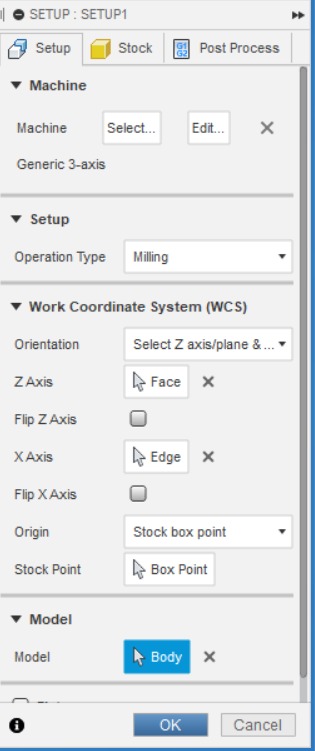 SETUP : SETUP1
Setup
Stock
G1
G2
Post Process
Machine
Machine
Select...
Edit...
Generic 3-axis
Setup
Operation Type
Milling
Work Coordinate System (WCS)
Orientation
Select Z axis/plane & ...
Z Axis
Face
Flip Z Axis
X Axis
Edge
Flip X Axis
Origin
Stock box point
Stock Point
Box Point
Model
Model
Body
OK
Cancel